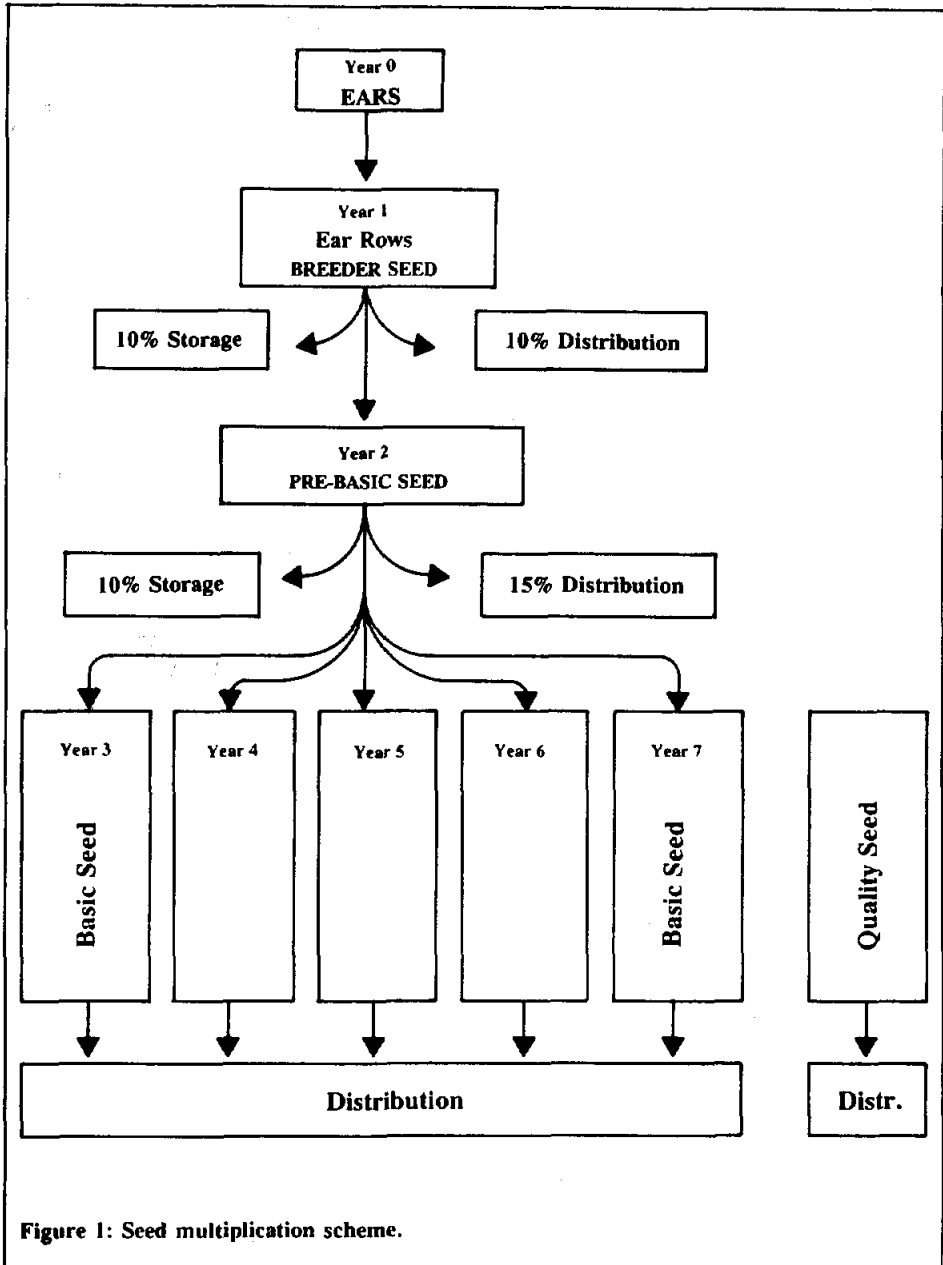 Year 0
EARS
Year 1
Ear Rows
BREEDER SEED
10% Storage
10% Distribution
Year 2
PRE-BASIC SEED
10% Storage
15% Distribution
Year 3
Basic Seed
Year 4
Year 5
Year 6
Year 7
Basic Seed
Quality Seed
Distribution
Distr.
Figure 1: Seed multiplication scheme.